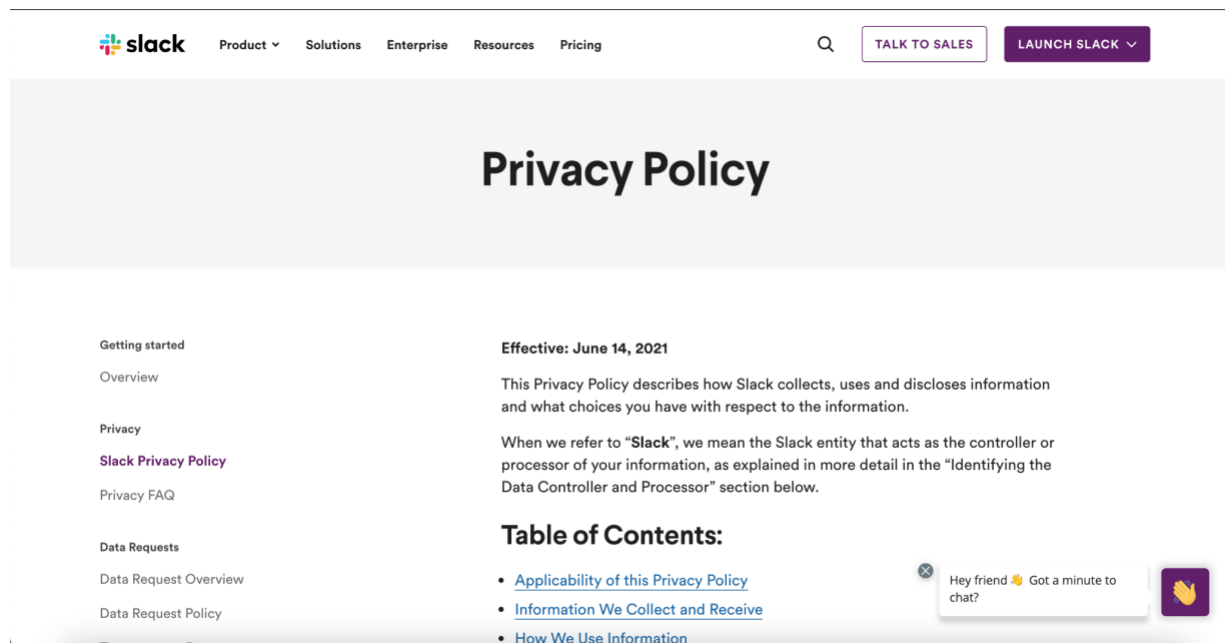 slack Product Solutions Enterprise Resources Pricing TALK TO SALES LAUNCH SLACK
Privacy Policy
Getting started
Overview
Privacy
Slack Privacy Policy
Privacy FAQ
Data Requests
Data Request Overview
Data Request Policy
Effective: June 14, 2021
This Privacy Policy describes how Slack collects, uses and discloses information
and what choices you have with respect to the information.
When we refer to “Slack”, we mean the Slack entity that acts as the controller or
processor of your information, as explained in more detail in the “Identifying the
Data Controller and Processor” section below.
Table of Contents:
• Applicability of this Privacy Policy
• Information We Collect and Receive
• How We Use Information
Hey friend 👋 Got a minute to
chat?